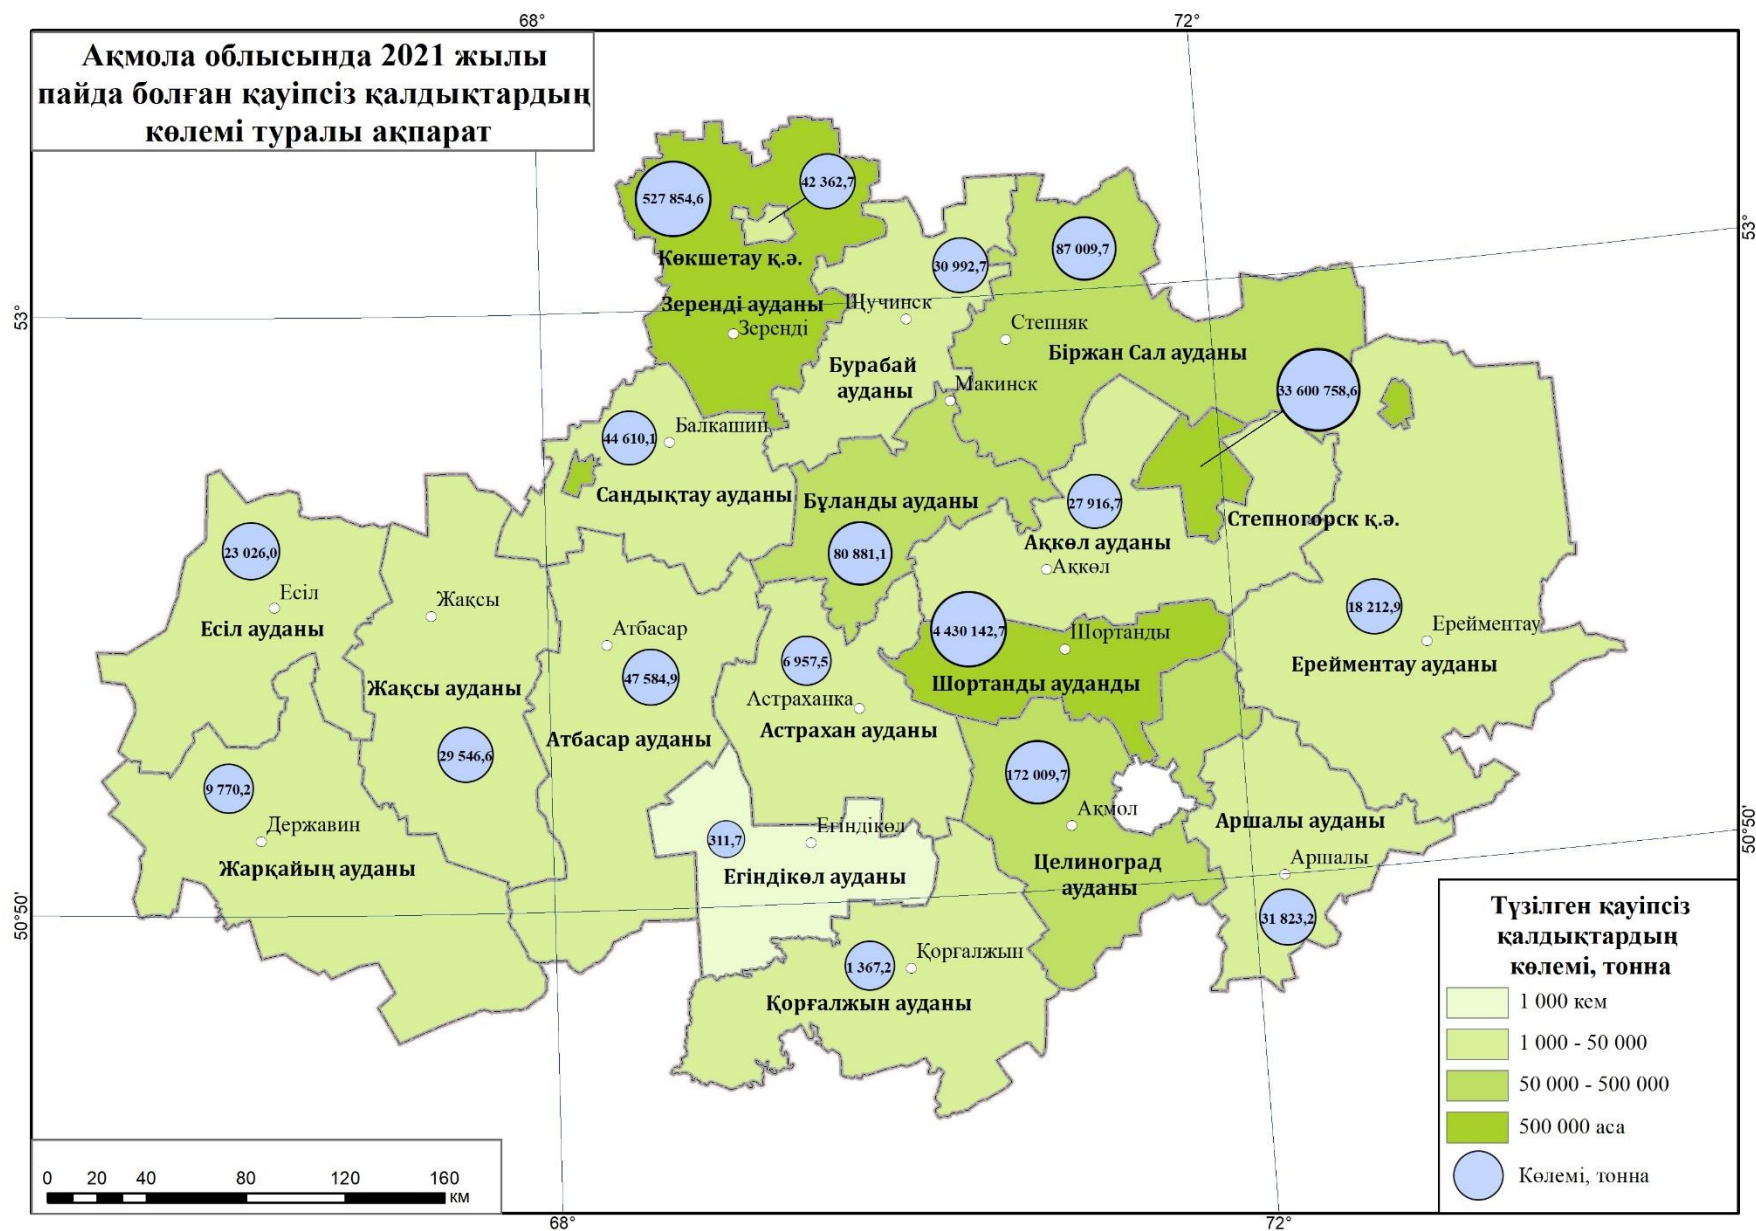 68°
72°
Ақмола облысында 2021 жылы
пайда болған қауіпсіз қалдықтардың
көлемі туралы ақпарат
527 854,6
42 362,7
Көкшетау қ.ә.
30 992,7
87 009,7
53°
53°
Зеренді ауданы
Зеренді
Щучинск
Степняк
Біржан Сал ауданы
Бурабай
ауданы
Макинск
33 600 758,6
44 610,1
Балкашин
Сандықтау ауданы
Бұланды ауданы
27 916,7
Степногорск қ.ә.
Ақкөл ауданы
Ақкөл
23 026,0
80 881,1
Есіл
Есіл ауданы
Жақсы
Атбасар
4 430 142,7
Шортанды
18 212,9
Ерейментау
Ерейментау ауданы
6 957,5
47 584,9
Жақсы ауданы
Шортанды ауданды
Астраханка
Астрахан ауданы
Атбасар ауданы
29 546,6
172 009,7
9 770,2
Ақмол
Державин
Жарқайың ауданы
311,7
Егіндікөл
Егіндікөл ауданы
Целиноград
ауданы
Аршалы ауданы
Аршалы
31 823,2
50°50'
50°50'
1 367,2
Қорғалжын
Қорғалжын ауданы
Түзілген қауіпсіз
қалдықтардың
көлемі, тонна
1 000 кем
1 000 - 50 000
50 000 - 500 000
500 000 аса
Көлемі, тонна
0 20 40 80 120 160
км
68°
72°